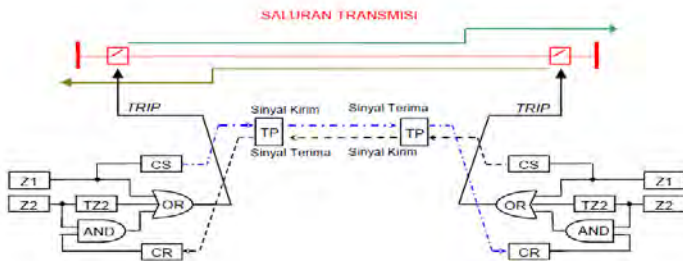 SALURAN TRANSMISI
TRIP
TRIP
Sinyal Kirim
Sinyal Terima
TP
TP
Sinyal Terima
Sinyal Kirim
CS
CS
Z1
Z1
Z2
TZ2
OR
OR
TZ2
Z2
AND
AND
CR
CR